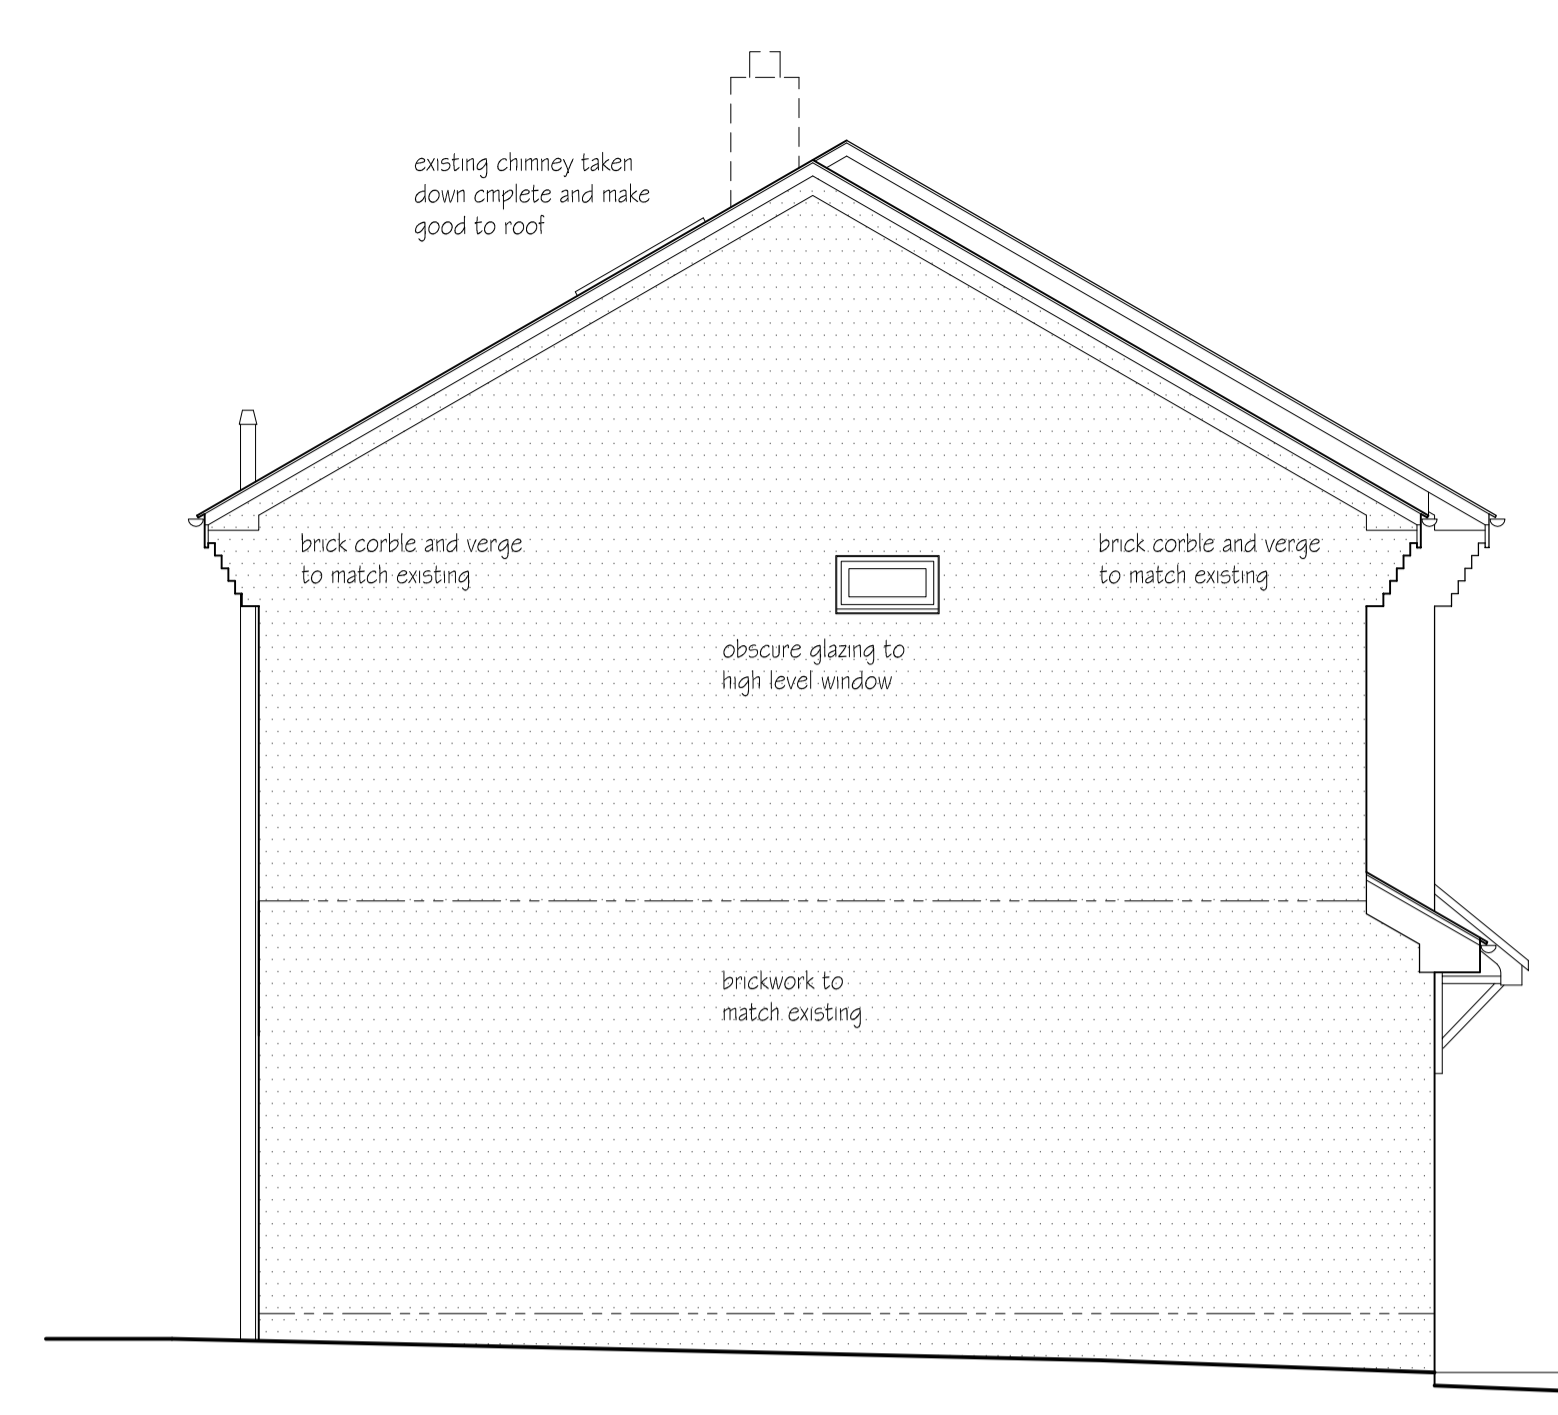 existing chimney taken
down cmplete and make
good to roof
brick corble and verge
to match existing
brick corble and verge
to match existing
obscure glazing to
high level window
brickwork to
match existing